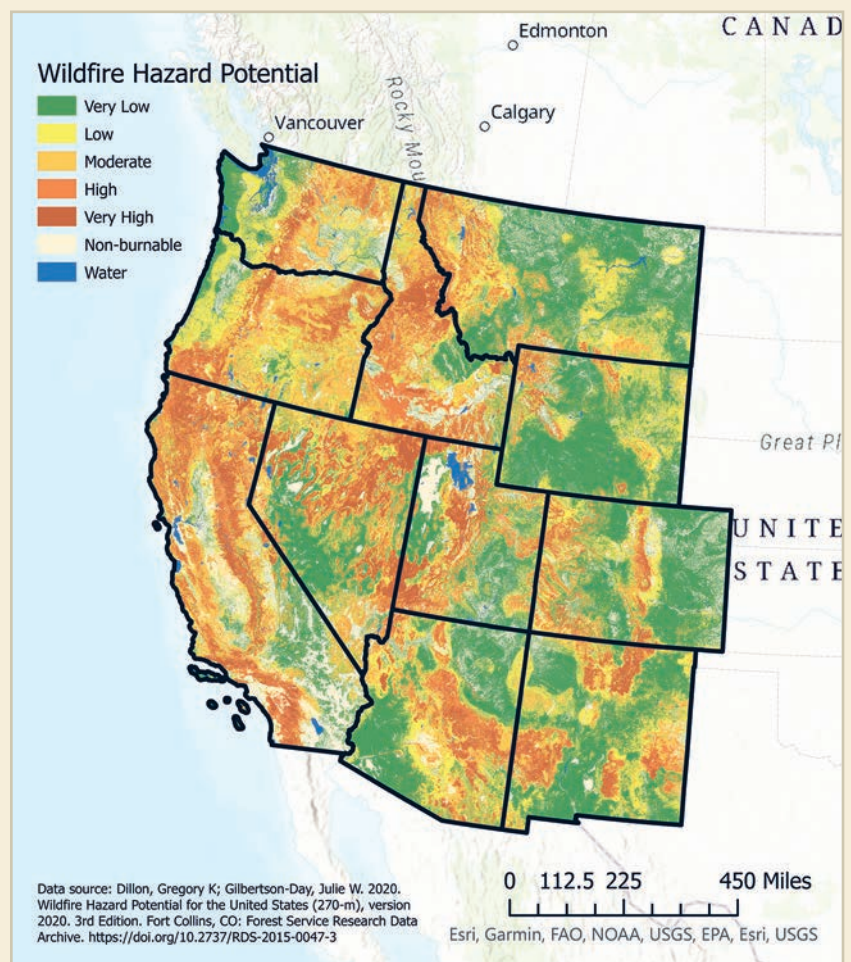 Edmonton
CANAD
Wildfire Hazard Potential
Very Low
Low
Moderate
High
Very High
Non-burnable
Water
Rocky Mou
Calgary
Vancouver
Great Pl
UNITE
STATE
0 112.5 225 450 Miles
Data source: Dillon, Gregory K; Gilbertson-Day, Julie W. 2020.
Wildfire Hazard Potential for the United States (270-m), version
2020. 3rd Edition. Fort Collins, CO: Forest Service Research Data
Archive. https://doi.org/10.2737/RDS-2015-0047-3
Esri, Garmin, FAO, NOAA, USGS, EPA, Esri, USGS